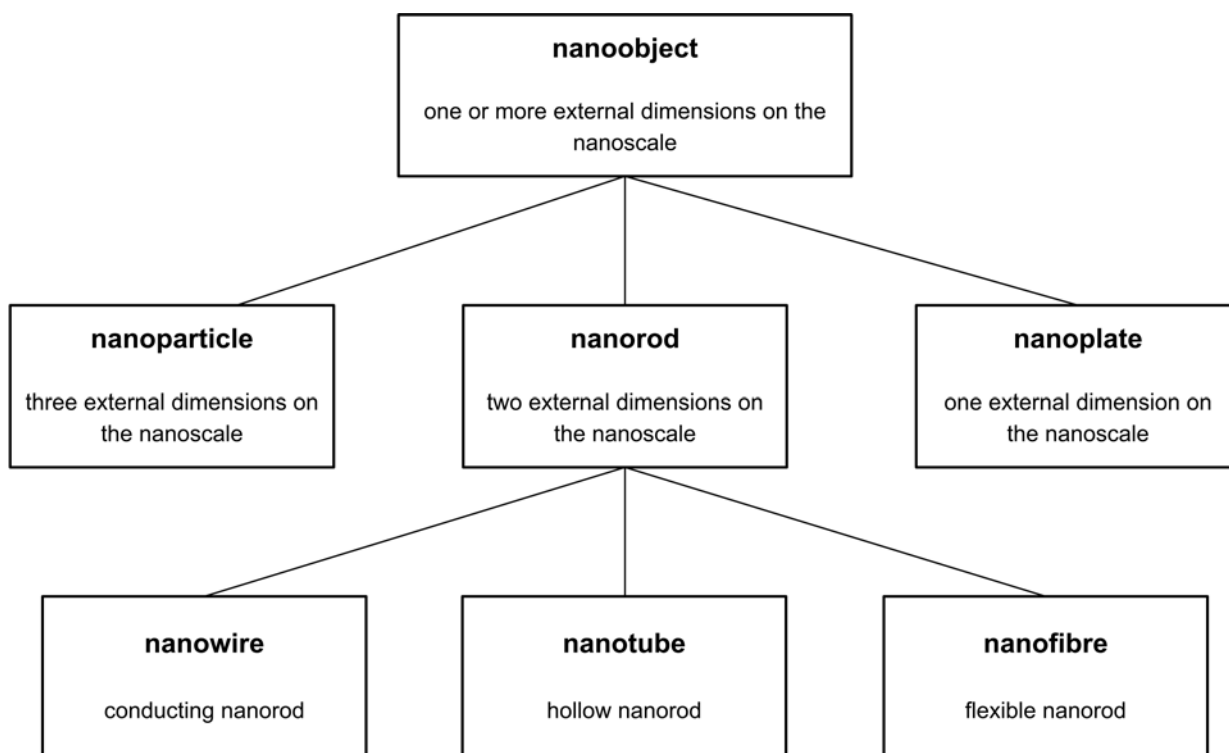 nanoobject
one or more external dimensions on the
nanoscale
nanoparticle
three external dimensions on
the nanoscale
nanorod
two external dimensions on
the nanoscale
nanoplate
one external dimension on
the nanoscale
nanowire
conducting nanorod
nanotube
hollow nanorod
nanofibre
flexible nanorod